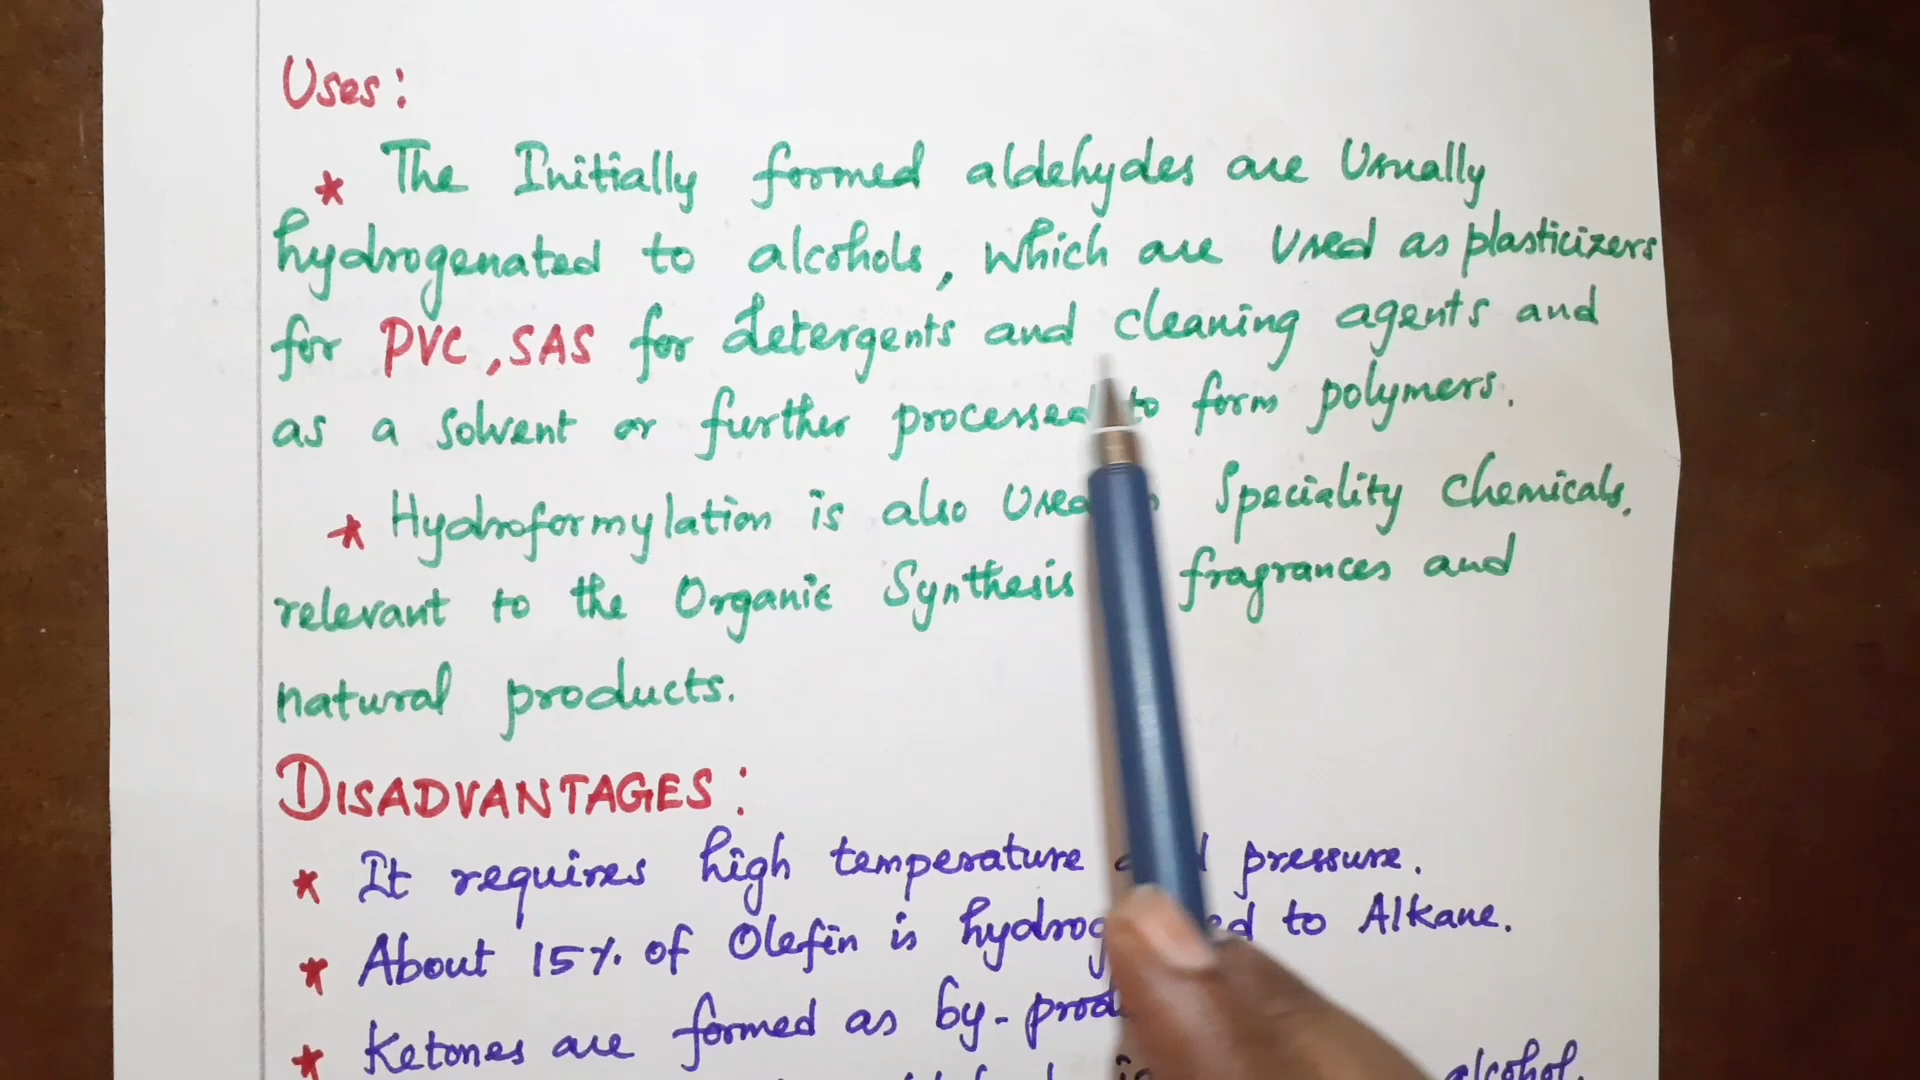 Uses:
* The Initially formed aldehydes are Usually
hydrogenated to alcohols, which are Used as plasticizers
for PVC, SAS for detergents and cleaning agents and
as a solvent or further processed to form polymers.
* Hydroformylation is also Used Speciality chemicals,
relevant to the Organic Synthesis fragrances and
natural products.
DISADVANTAGES:
* It requires high temperature pressure.
* About 15% of Olefin is to Alkane.
* Ketones are formed as
alcohol.